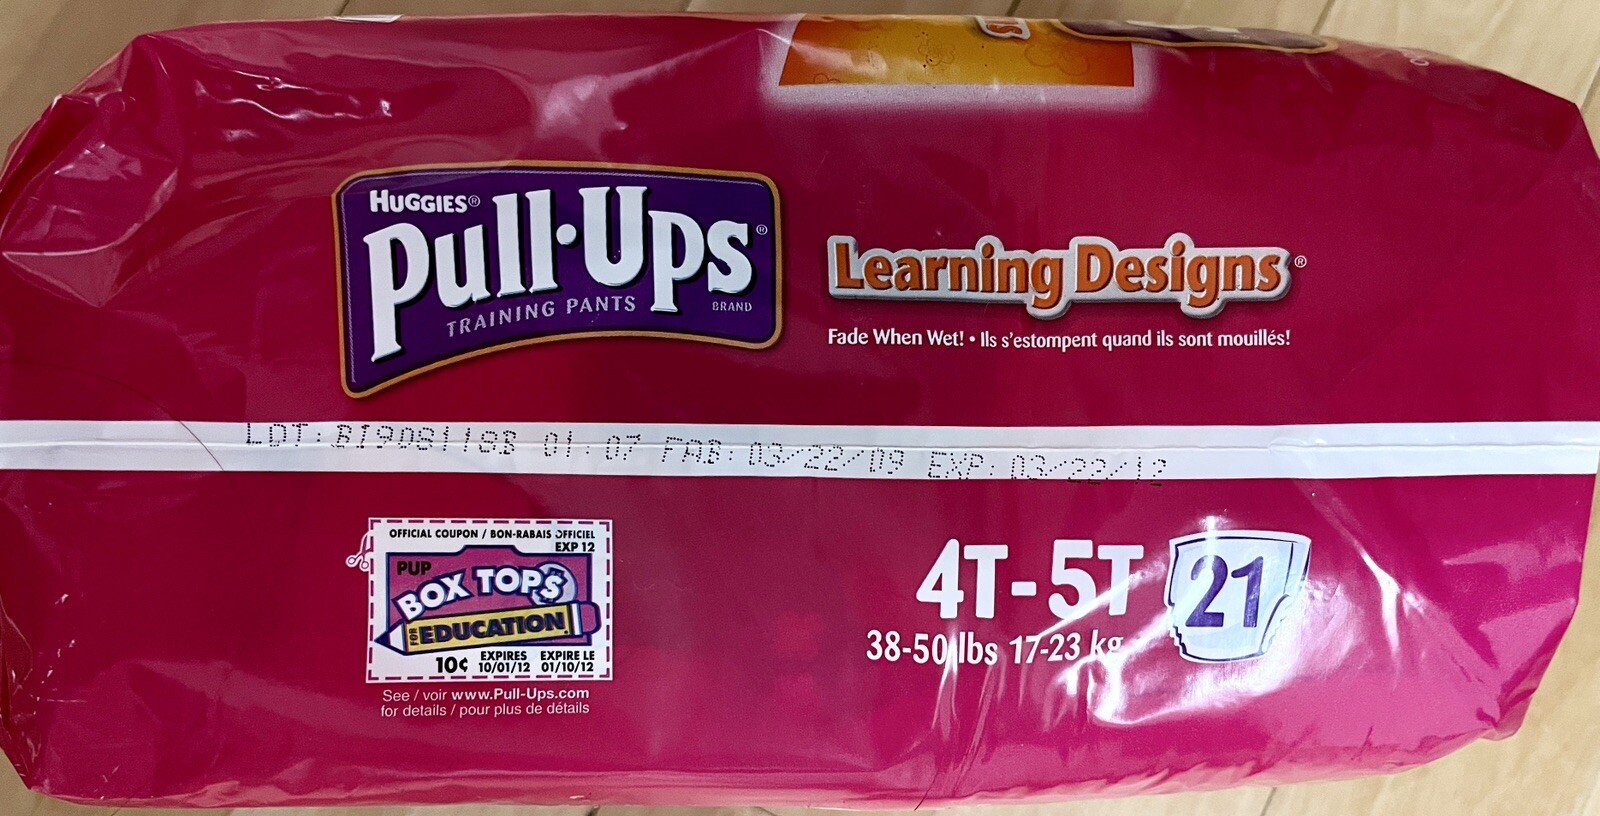 HUGGIES®
Pull·Ups®
TRAINING PANTS BRAND
Learning Designs®
Fade When Wet! • Ils s'estompent quand ils sont mouillés!
LOT: BI908118B 01:07 FAB: 03/22/09 EXP: 03/22/12
OFFICIAL COUPON / BON-RABAIS OFFICIEL
EXP 12
PUP
BOX TOPS
FOR EDUCATION
10¢ EXPIRES 10/01/12 EXPIRE LE 01/10/12
See / voir www.Pull-Ups.com
for details / pour plus de détails
4T-5T 21
38-50 lbs 17-23 kg